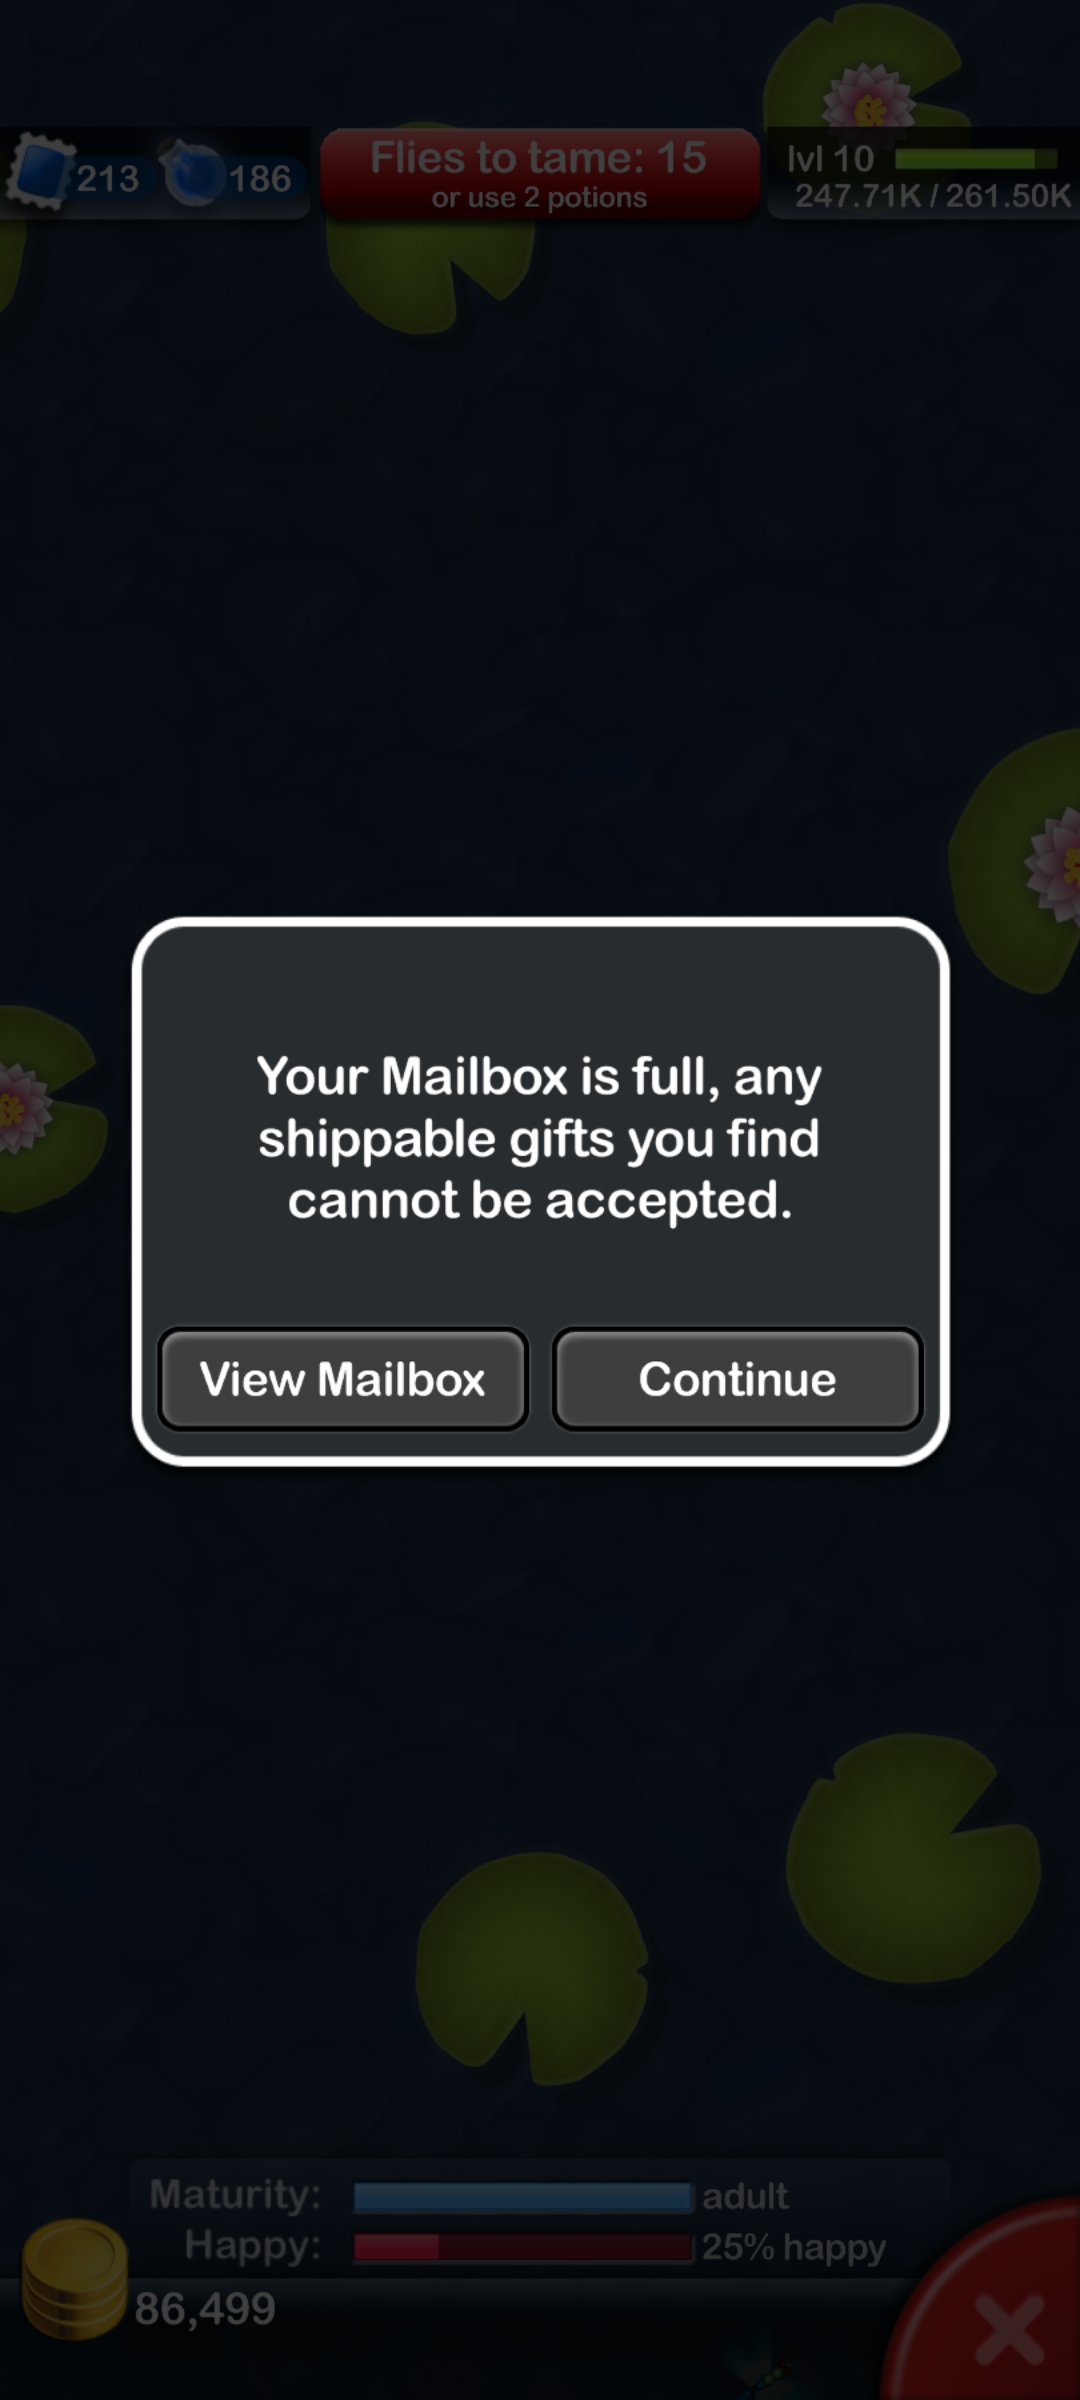 213
186
Flies to tame: 15
or use 2 potions
lvl 10
247.71K / 261.50K
Your Mailbox is full, any
shippable gifts you find
cannot be accepted.
View Mailbox
Continue
Maturity:
adult
Happy:
25% happy
86,499